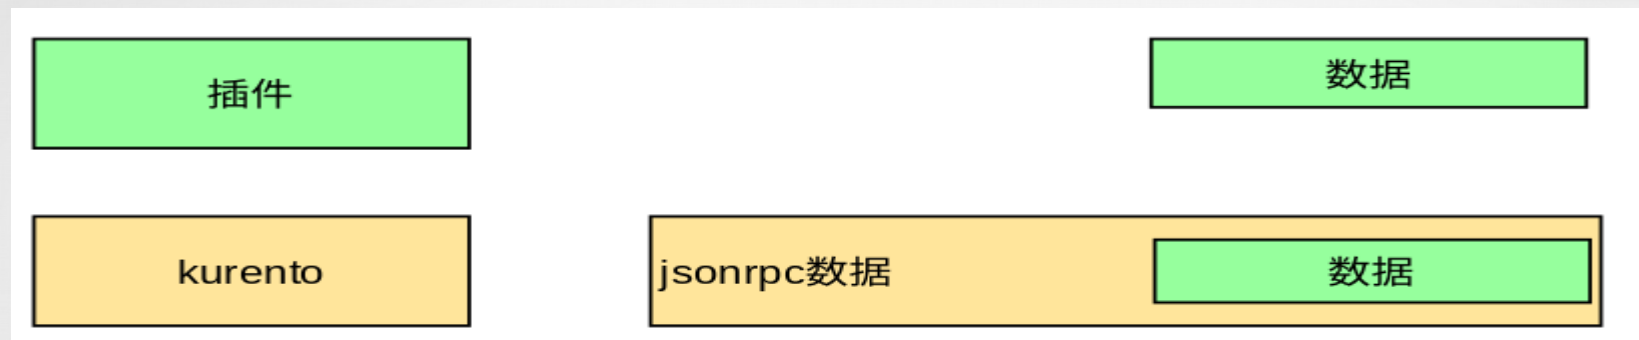 插件
数据
kurento
jsonrpc数据
数据